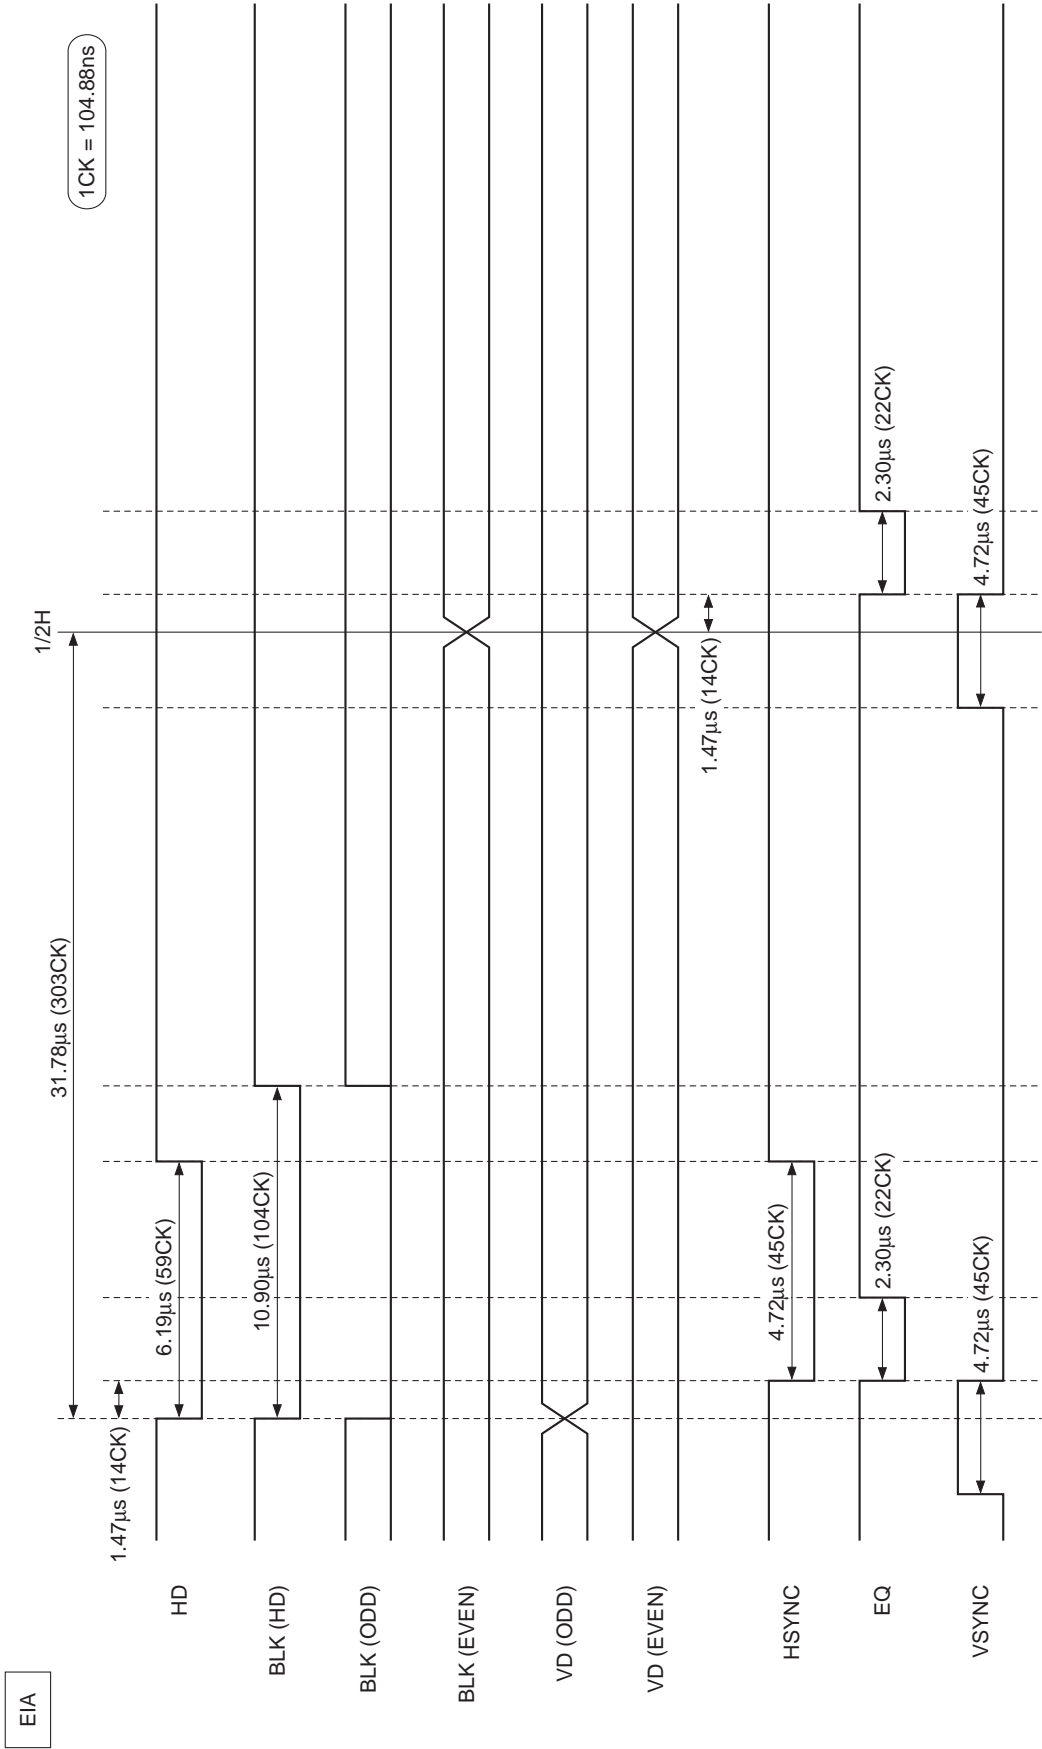 EIA
1CK = 104.88ns
1/2H
31.78µs (303CK)
1.47µs (14CK)
HD
6.19µs (59CK)
BLK (HD)
10.90µs (104CK)
BLK (ODD)
BLK (EVEN)
VD (ODD)
VD (EVEN)
1.47µs (14CK)
HSYNC
4.72µs (45CK)
EQ
2.30µs (22CK)
2.30µs (22CK)
VSYNC
4.72µs (45CK)
4.72µs (45CK)